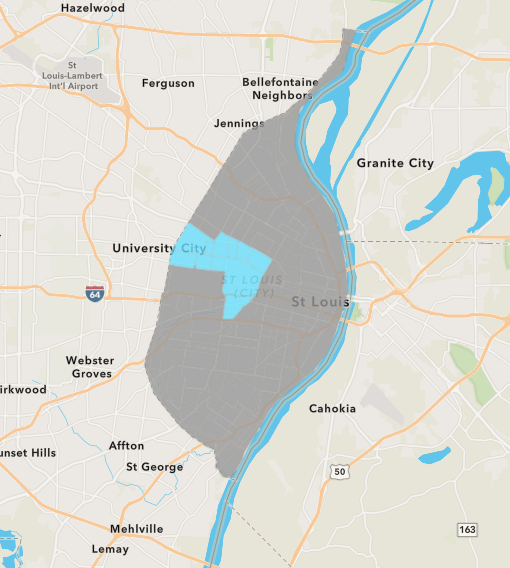 Hazelwood
St
Louis-Lambert
Int'l Airport
Ferguson
Bellefontaine
Neighbors
Jennings
Granite City
University City
ST LOUIS
(CITY)
64
St Louis
Webster
Groves
irkwood
Cahokia
Affton
unset Hills
St George
50
Mehlville
163
Lemay